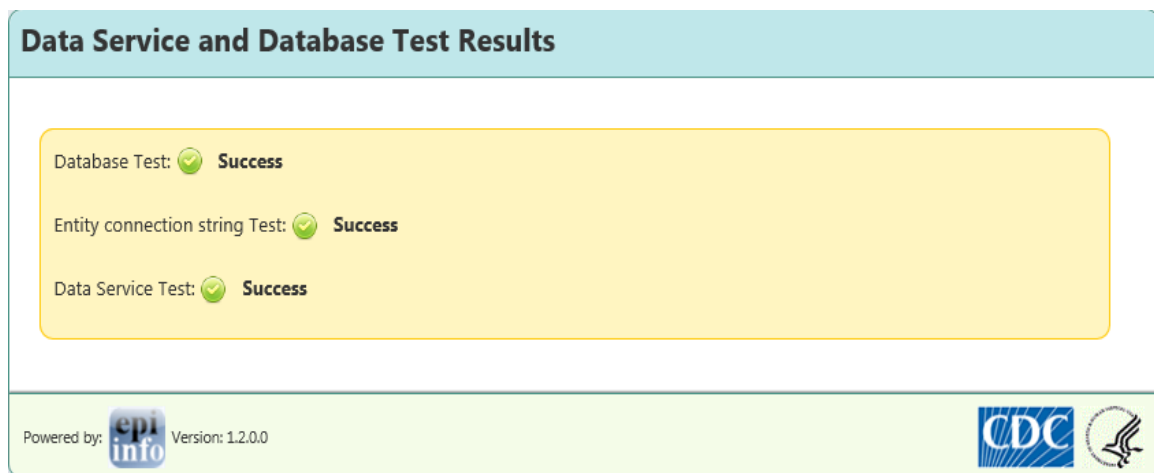 Data Service and Database Test Results
Database Test: Success
Entity connection string Test: Success
Data Service Test: Success
Powered by: epi info Version: 1.2.0.0
CDC